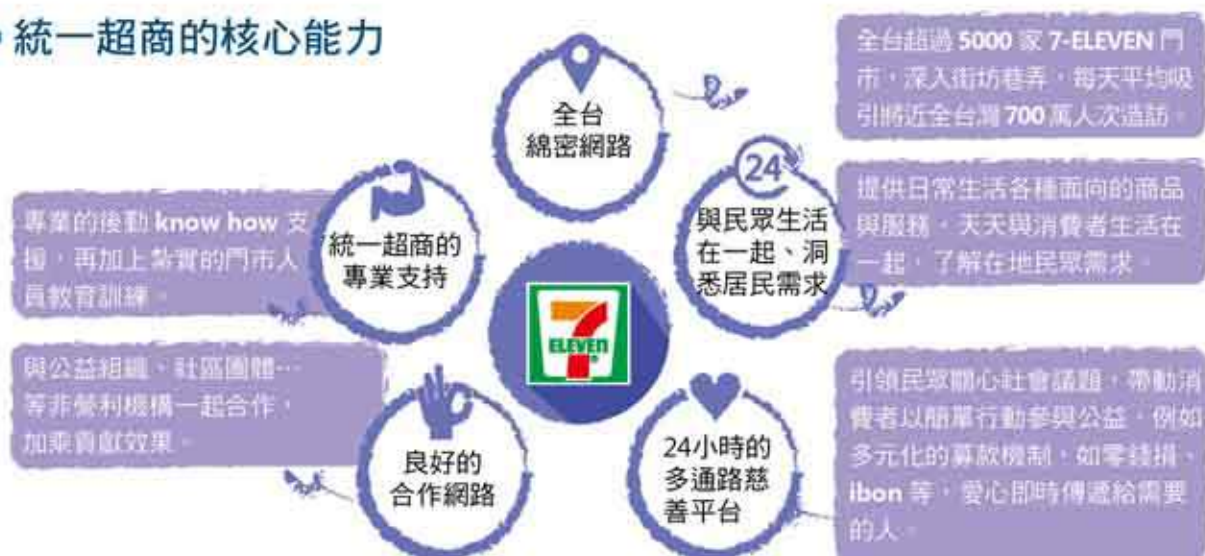 統一超商的核心能力
全台
綿密網路
全台超過 5000 家 7-ELEVEN 門
市，深入街坊巷弄，每天平均吸
引將近全台灣 700 萬人次造訪。
24
與民眾生活
在一起、洞
悉居民需求
提供日常生活各種面向的商品
與服務，天天與消費者生活在
一起，了解在地民眾需求。
統一超商的
專業支持
專業的後勤 know how 支
援，再加上紮實的門市人
員教育訓練。
7
ELEVEN
良好的
合作網路
與公益組織、社區團體…
等非營利機構一起合作，
加乘貢獻效果。
24小時的
多通路慈
善平台
引領民眾關心社會議題，帶動消
費者以簡單行動參與公益，例如
多元化的募款機制，如零錢捐、
ibon 等，愛心即時傳遞給需要
的人。